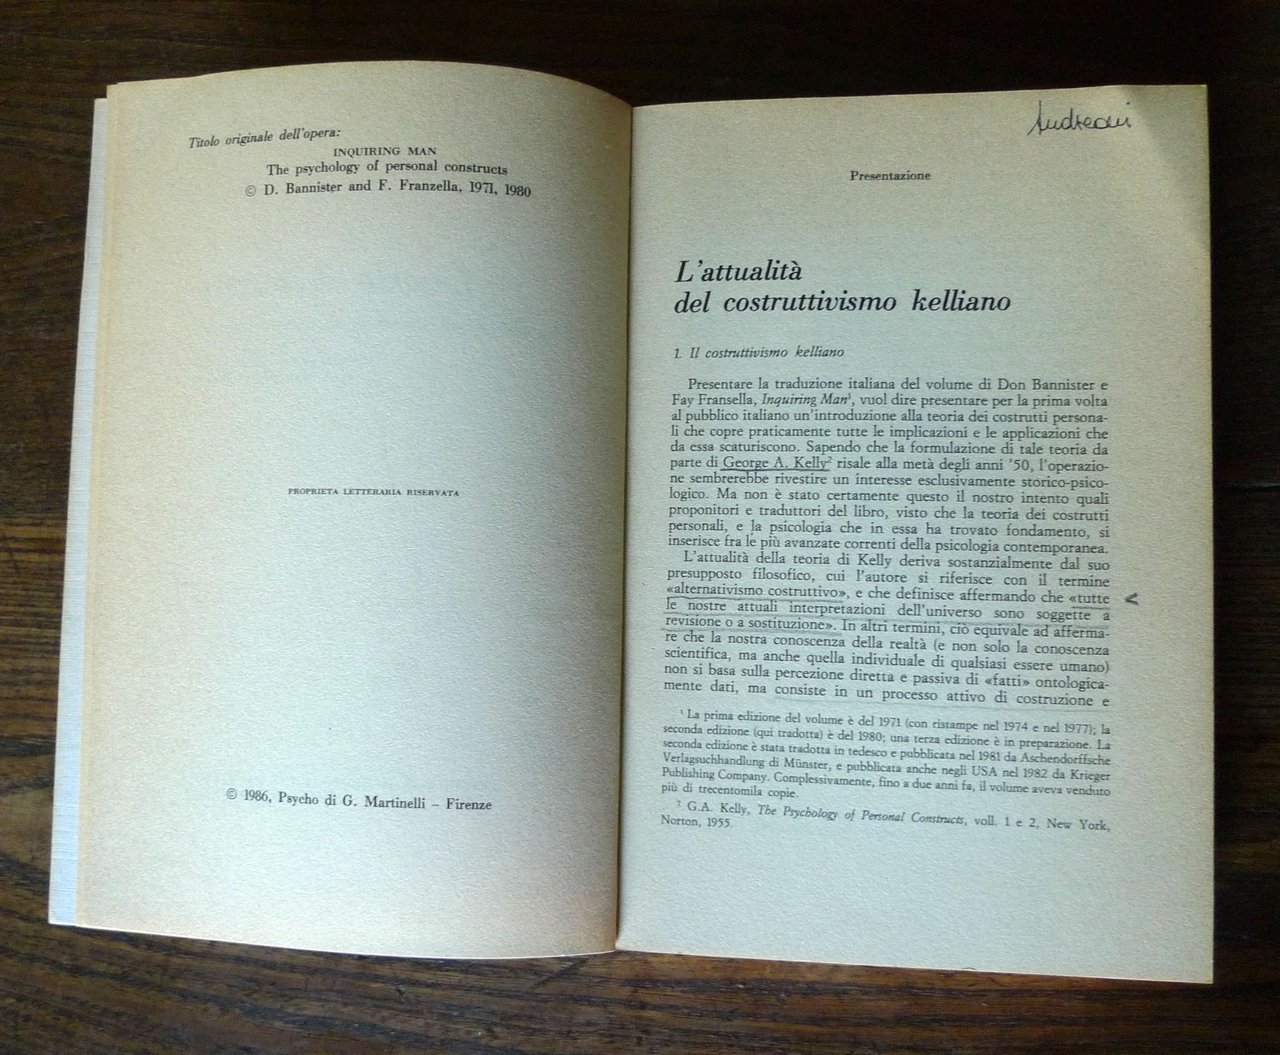 Titolo originale dell'opera:
INQUIRING MAN
The psychology of personal constructs
© D. Bannister and F. Franzella, 1971, 1980
PROPRIETA LETTERARIA RISERVATA
© 1986, Psycho di G. Martinelli – Firenze
Andreani
Presentazione
L'attualità
del costruttivismo kelliano
1. Il costruttivismo kelliano
Presentare la traduzione italiana del volume di Don Bannister e
Fay Fransella, Inquiring Man¹, vuol dire presentare per la prima volta
al pubblico italiano un'introduzione alla teoria dei costrutti persona-
li che copre praticamente tutte le implicazioni e le applicazioni che
da essa scaturiscono. Sapendo che la formulazione di tale teoria da
parte di George A. Kelly² risale alla metà degli anni '50, l'operazio-
ne sembrerebbe rivestire un interesse esclusivamente storico-psico-
logico. Ma non è stato certamente questo il nostro intento quali
proponitori e traduttori del libro, visto che la teoria dei costrutti
personali, e la psicologia che in essa ha trovato fondamento, si
inserisce fra le più avanzate correnti della psicologia contemporanea.
L'attualità della teoria di Kelly deriva sostanzialmente dal suo
presupposto filosofico, cui l'autore si riferisce con il termine
«alternativismo costruttivo», e che definisce affermando che «tutte
le nostre attuali interpretazioni dell'universo sono soggette a
revisione o a sostituzione». In altri termini, ciò equivale ad afferma-
re che la nostra conoscenza della realtà (e non solo la conoscenza
scientifica, ma anche quella individuale di qualsiasi essere umano)
non si basa sulla percezione diretta e passiva di «fatti» ontologica-
mente dati, ma consiste in un processo attivo di costruzione e
¹ La prima edizione del volume è del 1971 (con ristampe nel 1974 e nel 1977); la
seconda edizione (qui tradotta) è del 1980; una terza edizione è in preparazione. La
seconda edizione è stata tradotta in tedesco e pubblicata nel 1981 da Aschendorffsche
Verlagsuchhandlung di Münster, e pubblicata anche negli USA nel 1982 da Krieger
Publishing Company. Complessivamente, fino a due anni fa, il volume aveva venduto
più di trecentomila copie.
² G.A. Kelly, The Psychology of Personal Constructs, voll. 1 e 2, New York,
Norton, 1955.